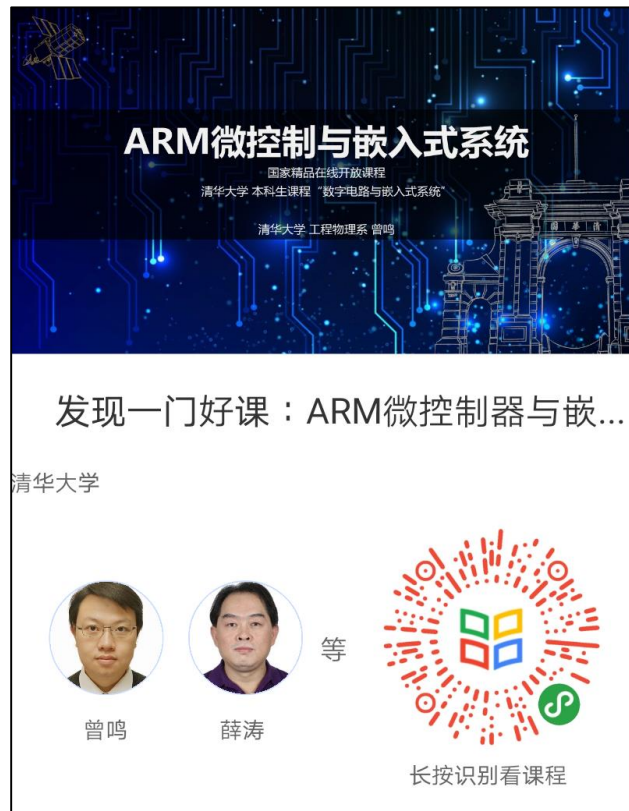 ARM微控制与嵌入式系统
国家精品在线开放课程
清华大学 本科生课程“数字电路与嵌入式系统”
清华大学 工程物理系 曾鸣
園華清
发现一门好课：ARM微控制器与嵌...
清华大学
等
曾鸣
薛涛
长按识别看课程